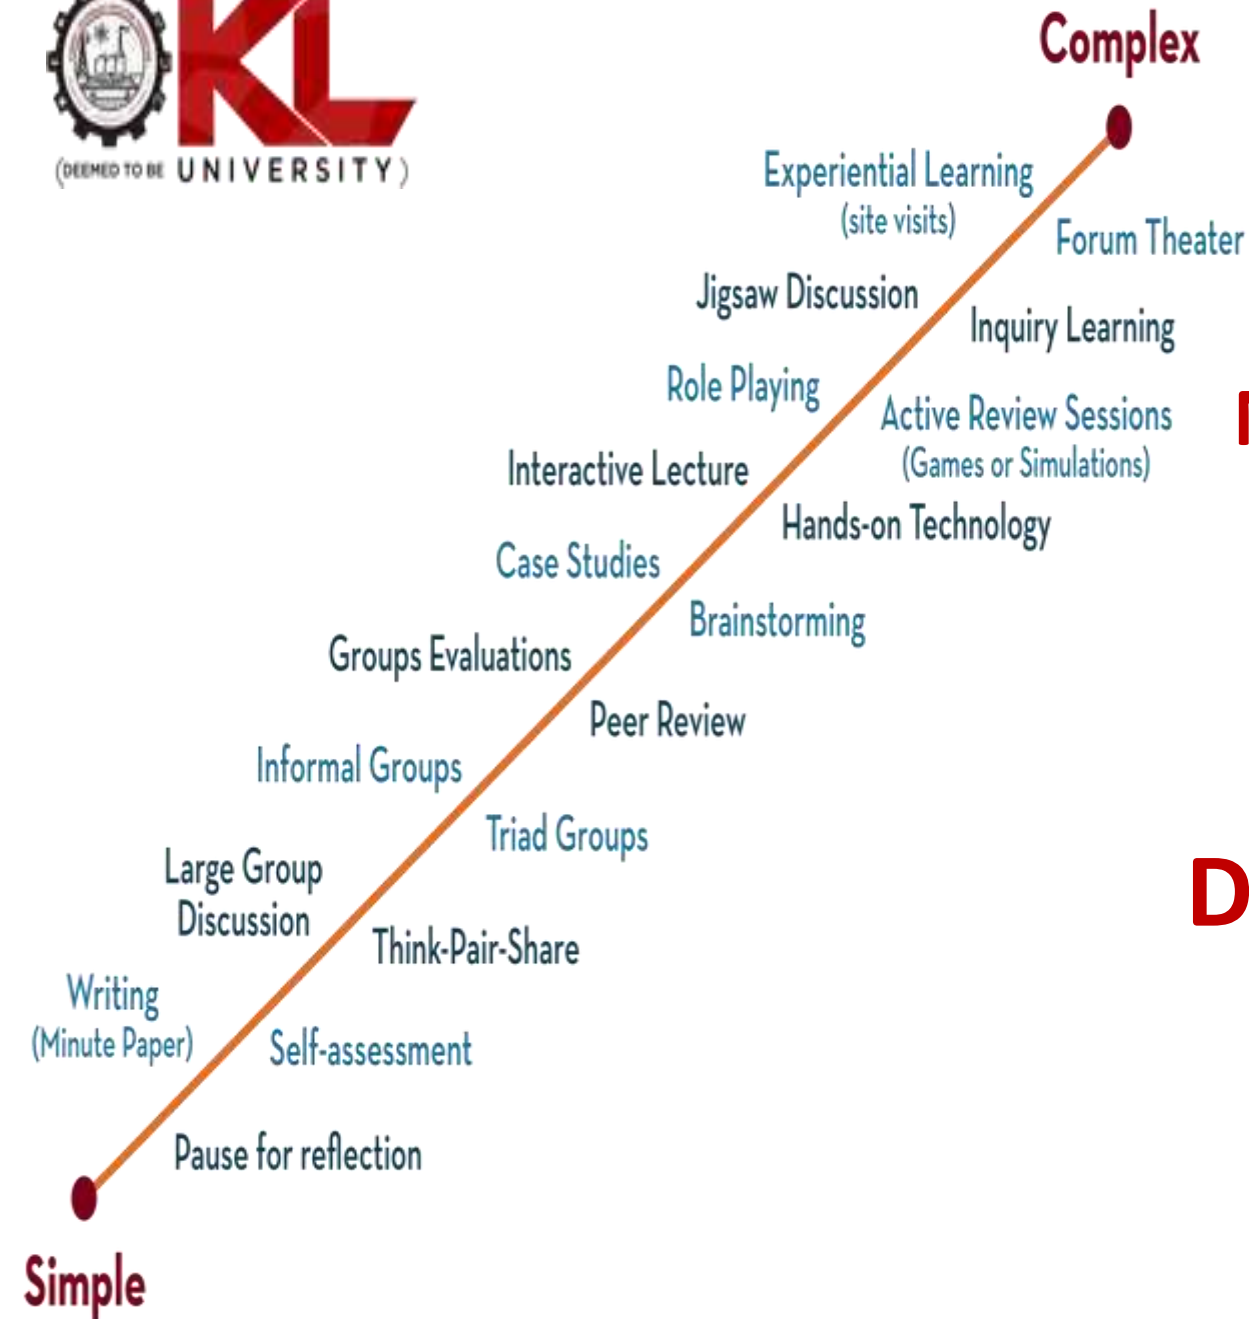 KL
(DEEMED TO BE UNIVERSITY)
Complex
Experiential Learning
(site visits)
Forum Theater
Jigsaw Discussion
Inquiry Learning
Role Playing
Active Review Sessions
(Games or Simulations)
Interactive Lecture
Hands-on Technology
Case Studies
Brainstorming
Groups Evaluations
Peer Review
Informal Groups
Triad Groups
Large Group
Discussion
Think-Pair-Share
D
Writing
(Minute Paper)
Self-assessment
Pause for reflection
Simple